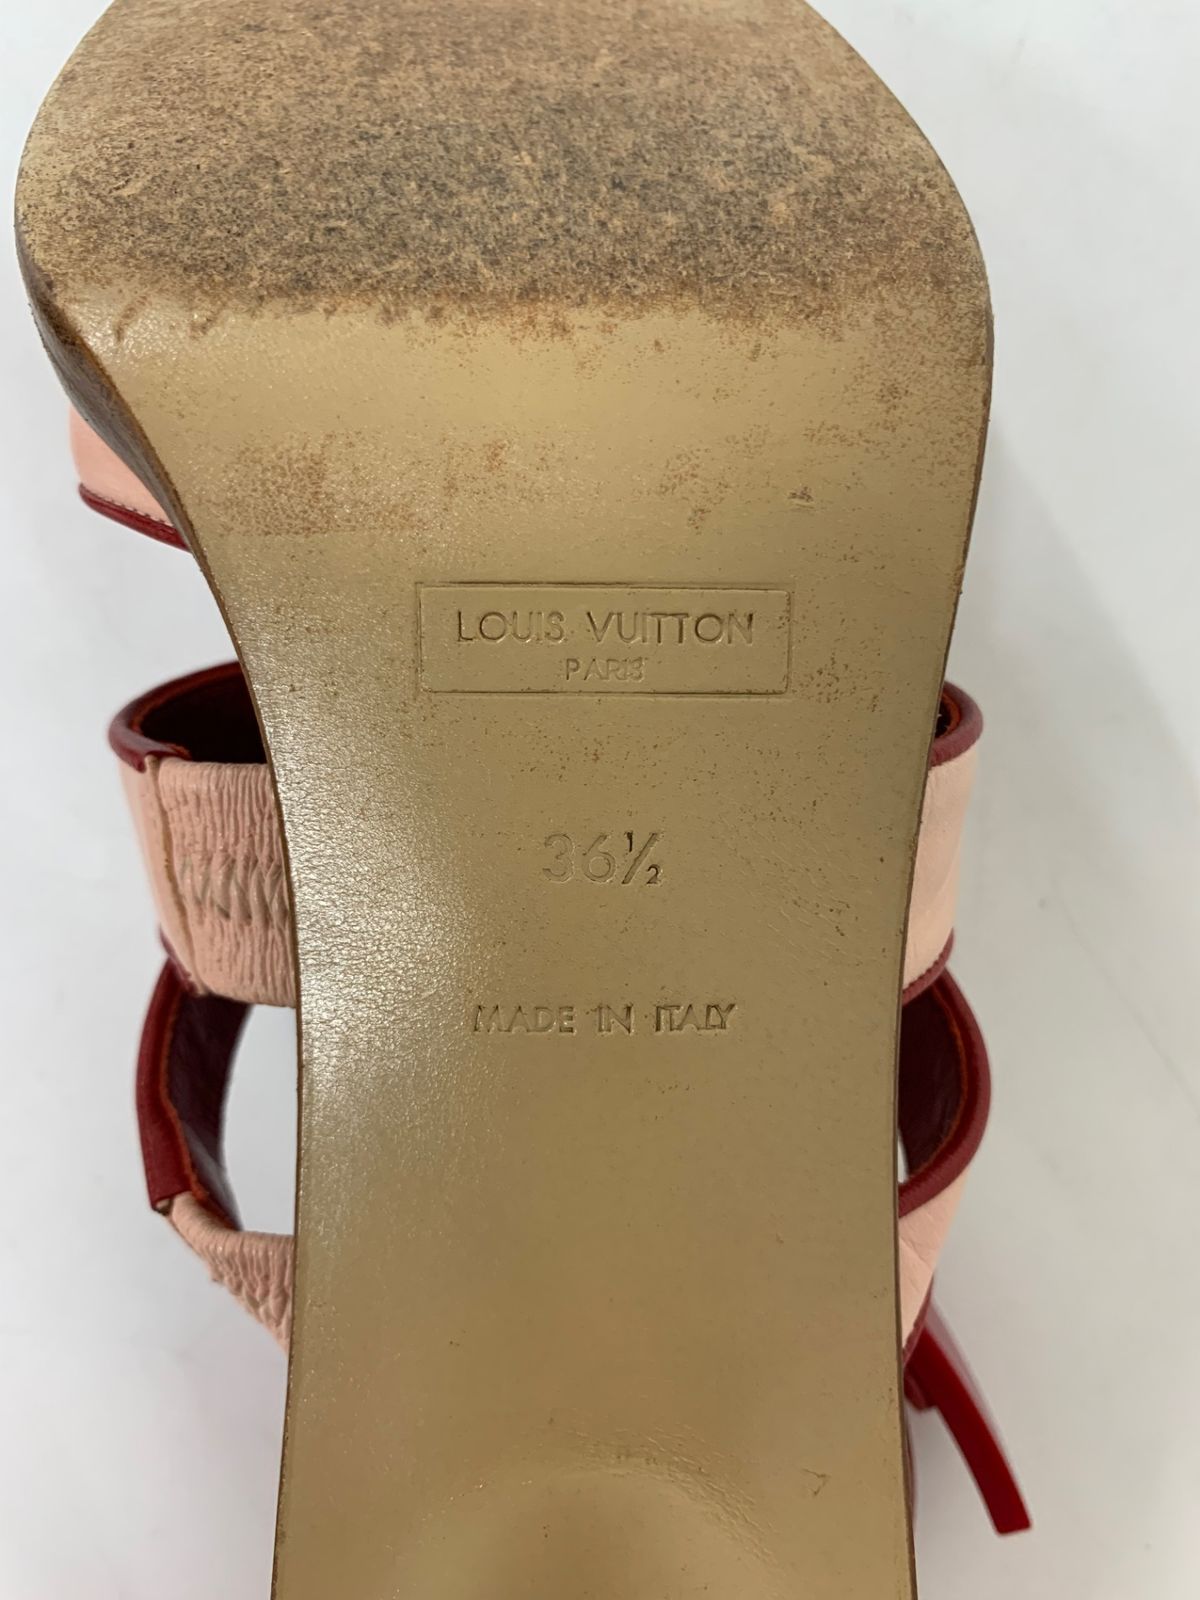 LOUIS VUITTON
PARIS
36½
MADE IN ITALY